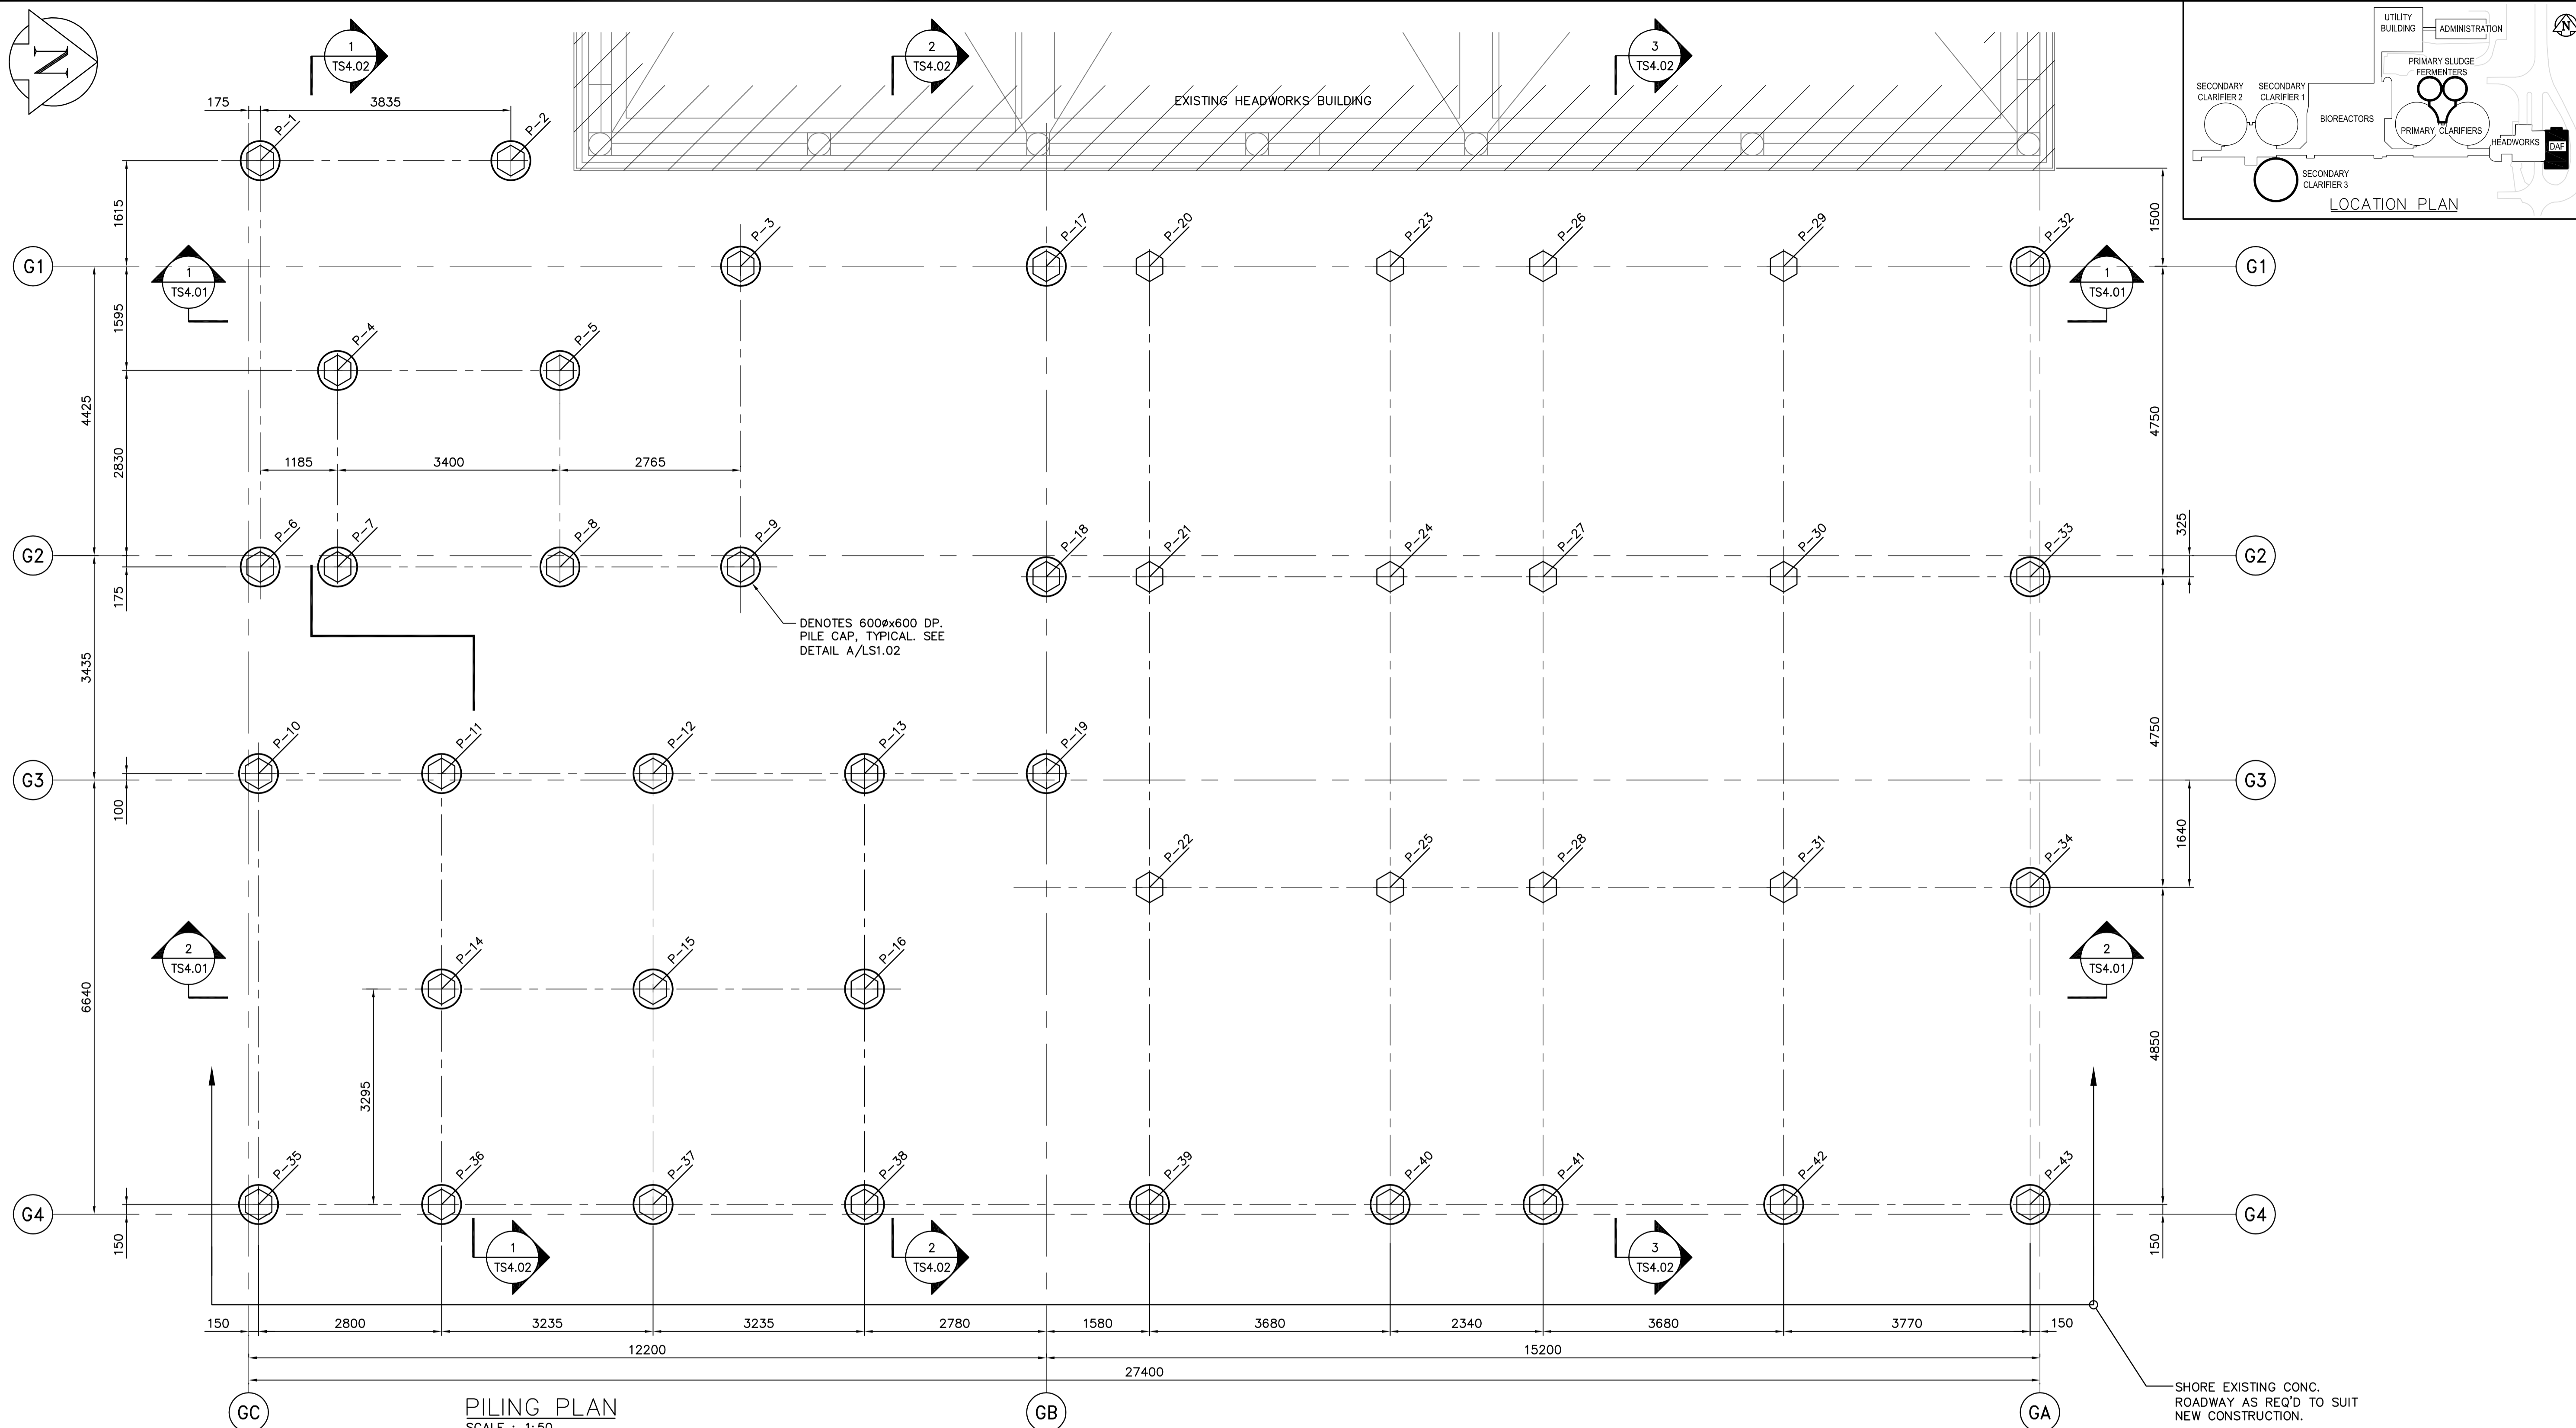 N
1
TS4.02
2
TS4.02
3
TS4.02
EXISTING HEADWORKS BUILDING
UTILITY
BUILDING
ADMINISTRATION
N
PRIMARY SLUDGE
FERMENTERS
SECONDARY
CLARIFIER 2
SECONDARY
CLARIFIER 1
BIOREACTORS
PRIMARY CLARIFIERS
HEADWORKS
DAF
SECONDARY
CLARIFIER 3
LOCATION PLAN
175
3835
P-1
P-2
1615
1500
G1
1
TS4.01
P-3
P-17
P-20
P-23
P-26
P-29
P-32
1
TS4.01
G1
1595
P-4
P-5
4425
2830
4750
1185
3400
2765
G2
P-6
P-7
P-8
P-9
P-18
P-21
P-24
P-27
P-30
P-33
325
G2
175
DENOTES 600øx600 DP.
PILE CAP, TYPICAL. SEE
DETAIL A/LS1.02
3435
4750
G3
P-10
P-11
P-12
P-13
P-19
G3
100
1640
P-22
P-25
P-28
P-31
P-34
2
TS4.01
P-14
P-15
P-16
2
TS4.01
6640
3295
4850
G4
P-35
P-36
P-37
P-38
P-39
P-40
P-41
P-42
P-43
G4
150
150
1
TS4.02
2
TS4.02
3
TS4.02
150
2800
3235
3235
2780
1580
3680
2340
3680
3770
150
12200
15200
27400
GC
GB
GA
PILING PLAN
SCALE : 1:50
SHORE EXISTING CONC.
ROADWAY AS REQ'D TO SUIT
NEW CONSTRUCTION.